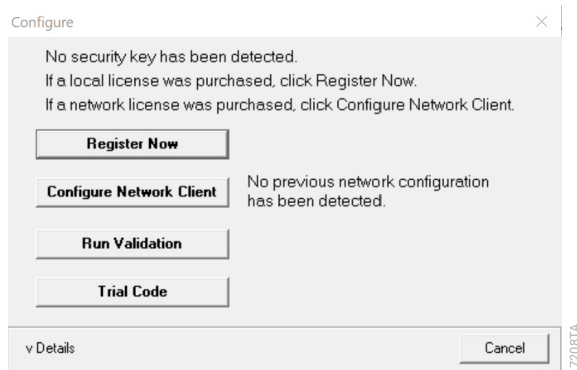 Configure
No security key has been detected.
If a local license was purchased, click Register Now.
If a network license was purchased, click Configure Network Client.
Register Now
Configure Network Client
No previous network configuration
has been detected.
Run Validation
Trial Code
v Details
Cancel
7208TA